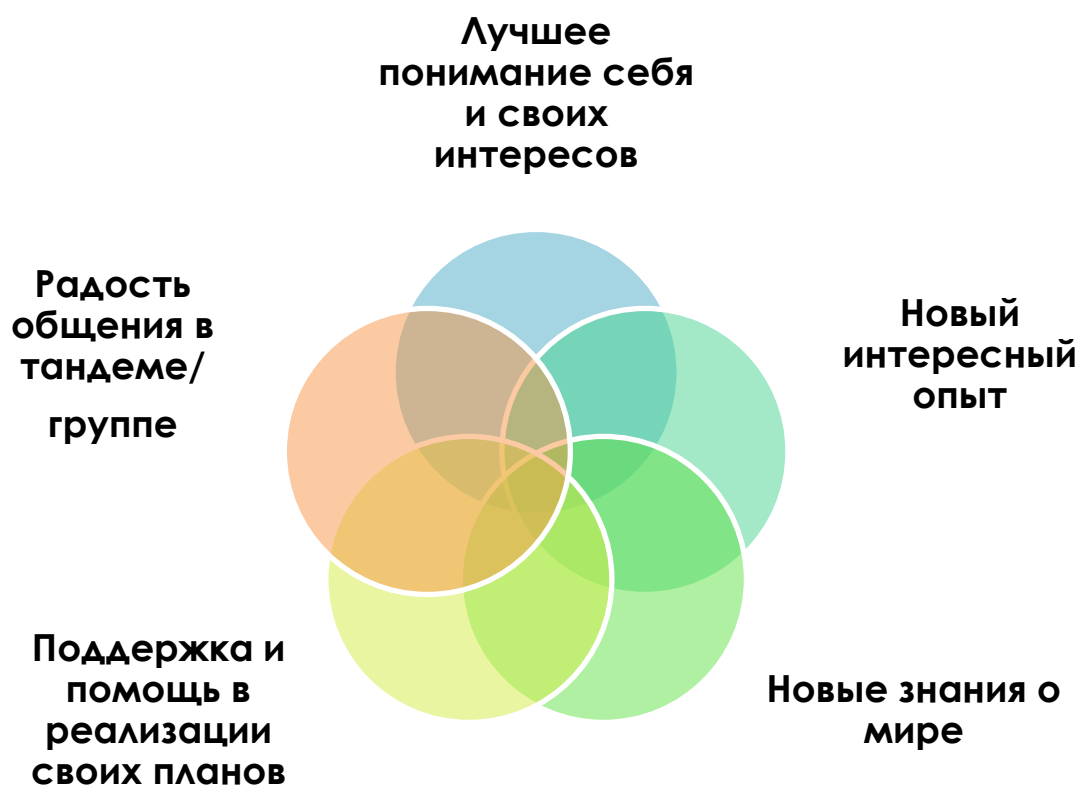 Лучшее
понимание себя
и своих
интересов
Радость
общения в
тандеме/
группе
Новый
интересный
опыт
Поддержка и
помощь в
реализации
своих планов
Новые знания о
мире